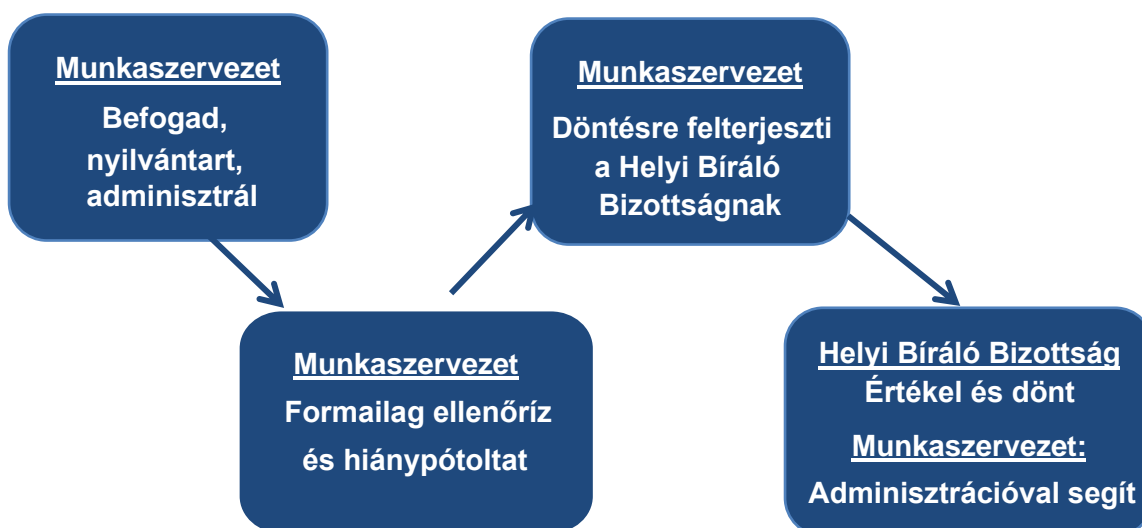 Munkaszervezet
Befogad,
nyilvántart,
adminisztrál
Munkaszervezet
Formailag ellenőríz
és hiánypótoltat
Munkaszervezet
Döntésre felterjeszti
a Helyi Bíráló
Bizottságnak
Helyi Bíráló Bizottság
Értékel és dönt
Munkaszervezet:
Adminisztrációval segít